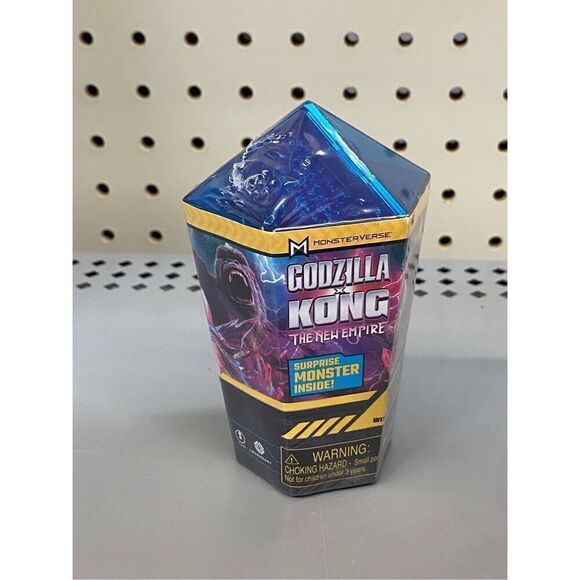 MONSTERVERSE
GODZILLA
X
KONG
THE NEW EMPIRE
SURPRISE
MONSTER
INSIDE!
WARNING:
CHOKING HAZARD - Small pa
Not for children under 3 years.